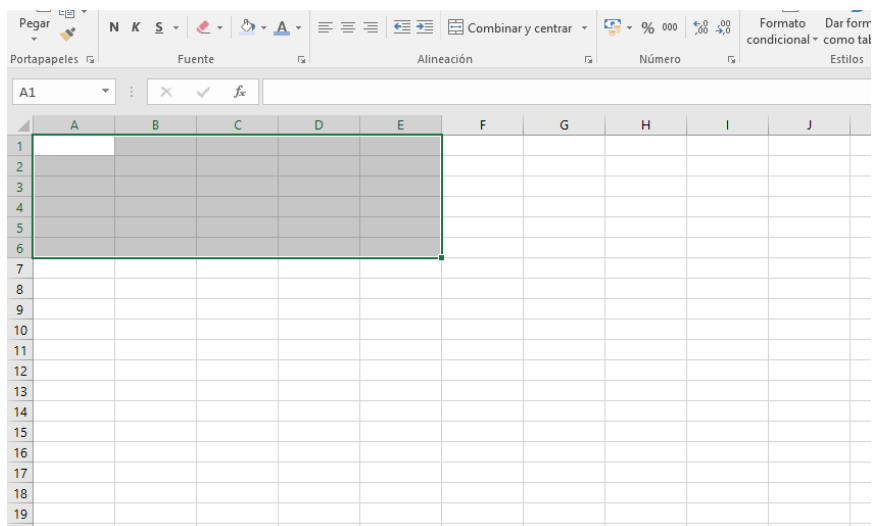 Pegar
N K S A
Combinar y centrar
% 000
Formato condicional
Dar form
como tal
Portapapeles
Fuente
Alineación
Número
Estilos
A1
fx
A B C D E F G H I J
1
2
3
4
5
6
7
8
9
10
11
12
13
14
15
16
17
18
19